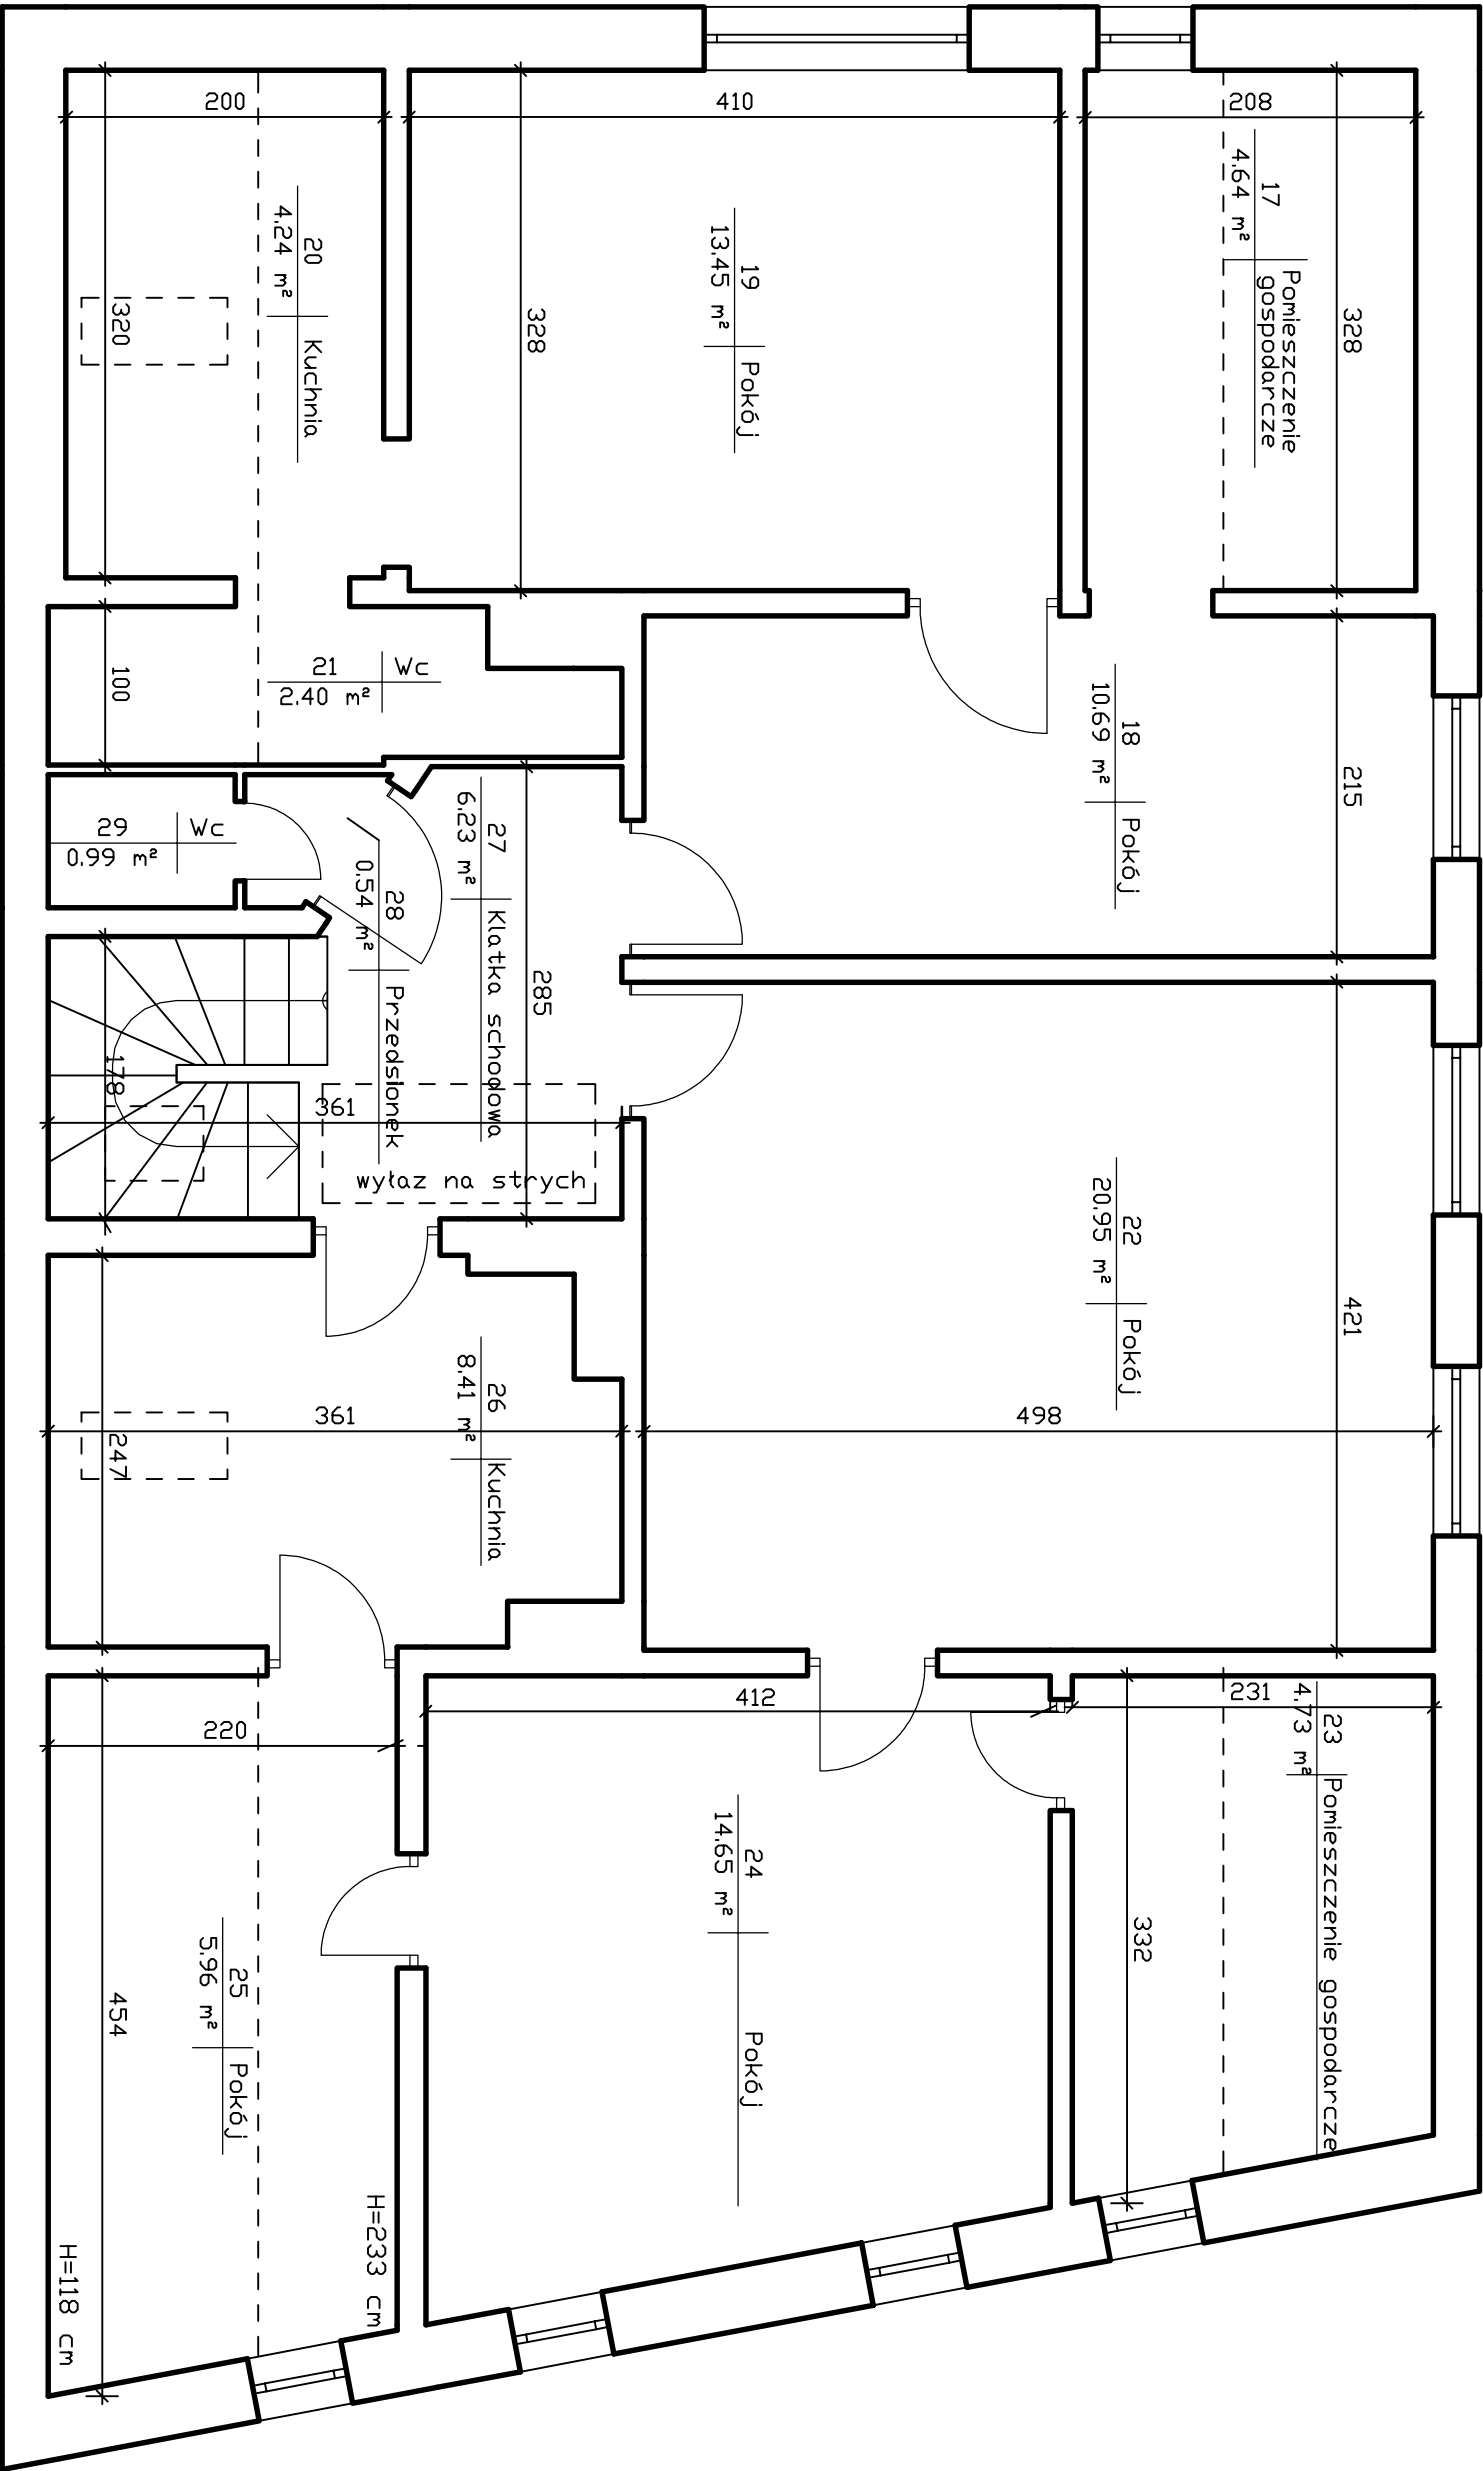 200
410
208
17
4.64 m²
Pomieszczenie
gospodarcze
328
19
13.45 m²
Pokój
328
20
4.24 m²
Kuchnia
320
18
10.69 m²
Pokój
215
21
2.40 m²
Wc
100
29
0.99 m²
Wc
27
6.23 m²
Klatka schodowa
28
0.54 m²
Przedsionek
285
178
361
wyłaz na strych
22
20.95 m²
Pokój
421
498
26
8.41 m²
Kuchnia
361
247
412
231
220
23
4.73 m²
Pomieszczenie gospodarcze
332
24
14.65 m²
Pokój
25
5.96 m²
Pokój
454
H=233 cm
H=118 cm